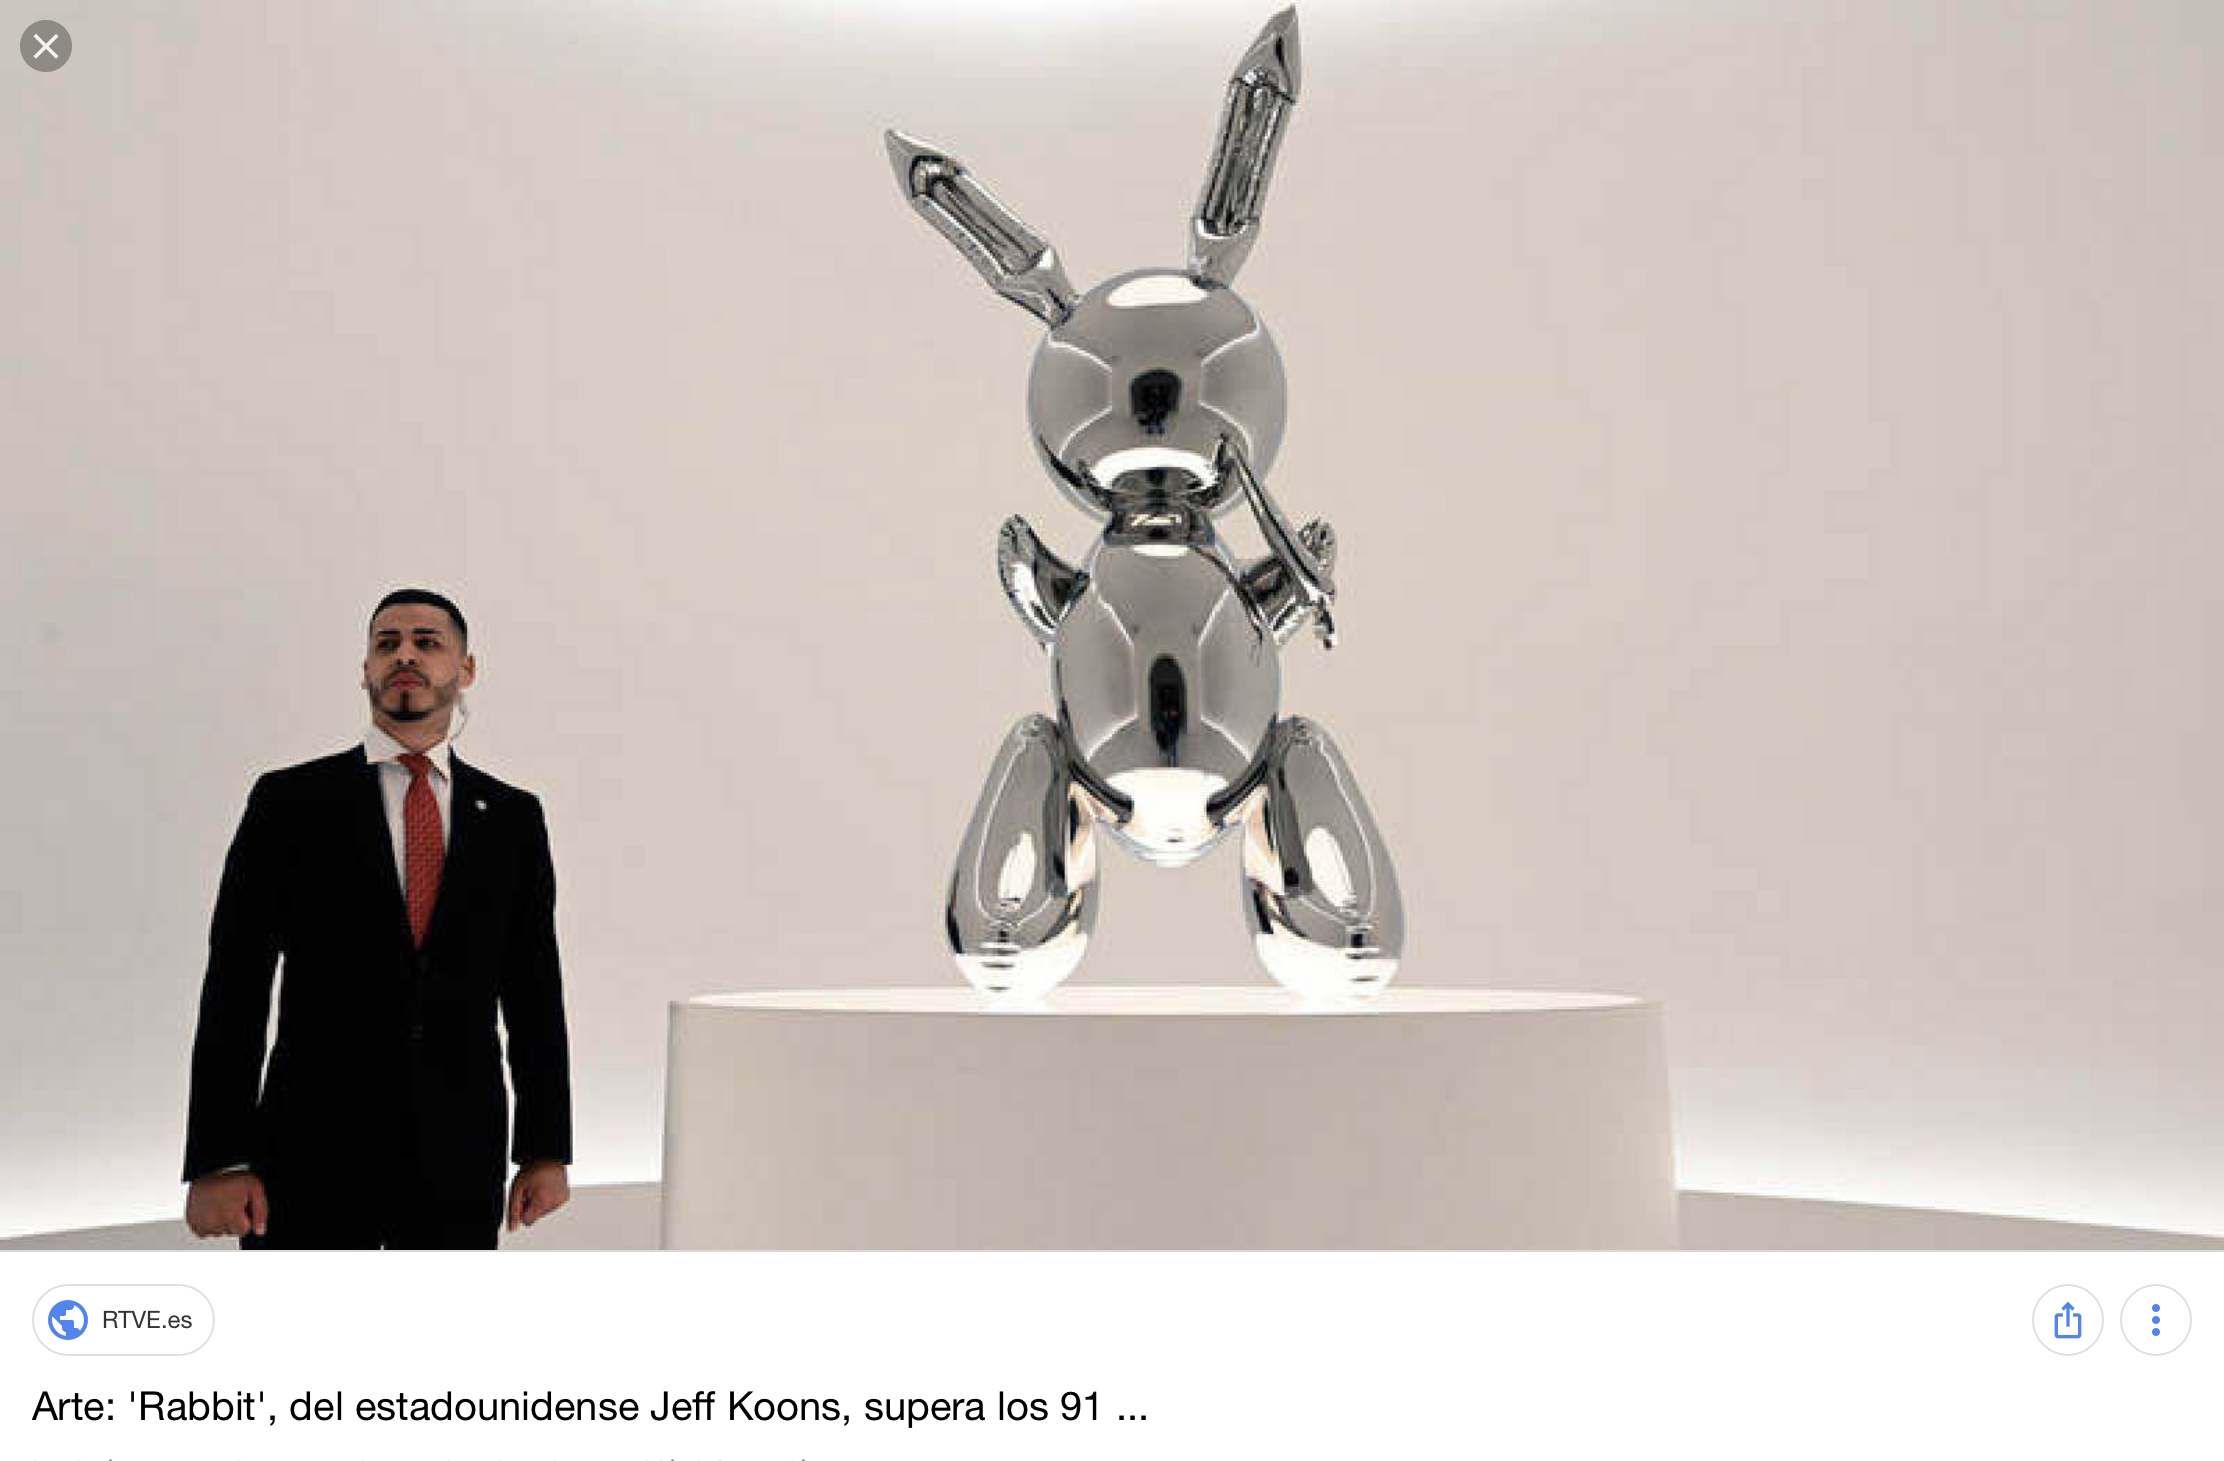 RTVE.es
Arte: 'Rabbit', del estadounidense Jeff Koons, supera los 91 ...